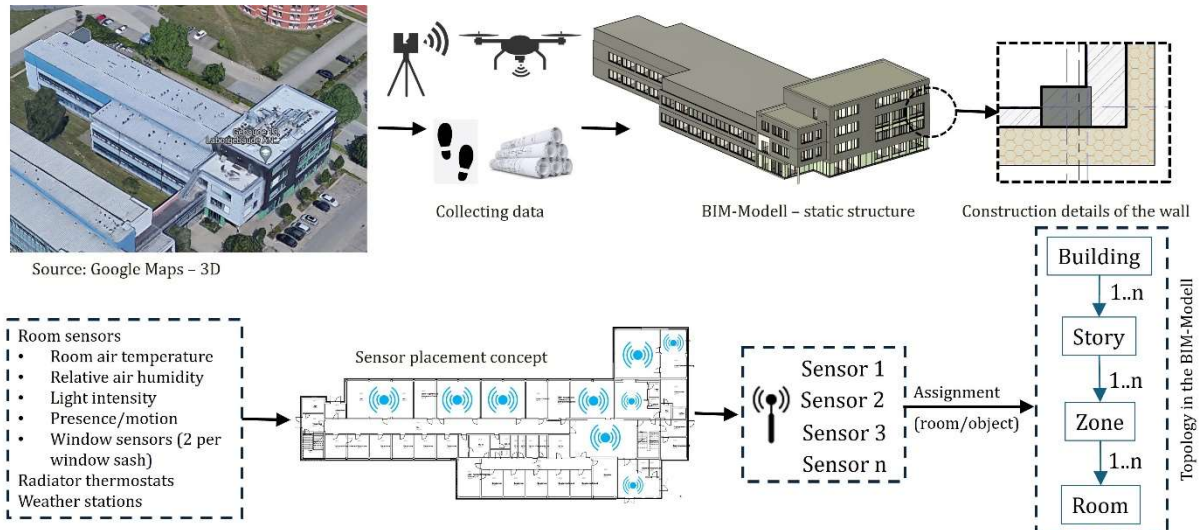 Gebäude 10,
Laborgebäude
Collecting data
BIM-Modell – static structure
Construction details of the wall
Source: Google Maps – 3D
Room sensors
• Room air temperature
• Relative air humidity
• Light intensity
• Presence/motion
• Window sensors (2 per
window sash)
Radiator thermostats
Weather stations
Sensor placement concept
Sensor 1
Sensor 2
Sensor 3
Sensor n
Assignment
(room/object)
Building
1..n
Story
1..n
Zone
1..n
Room
Topology in the BIM-Modell